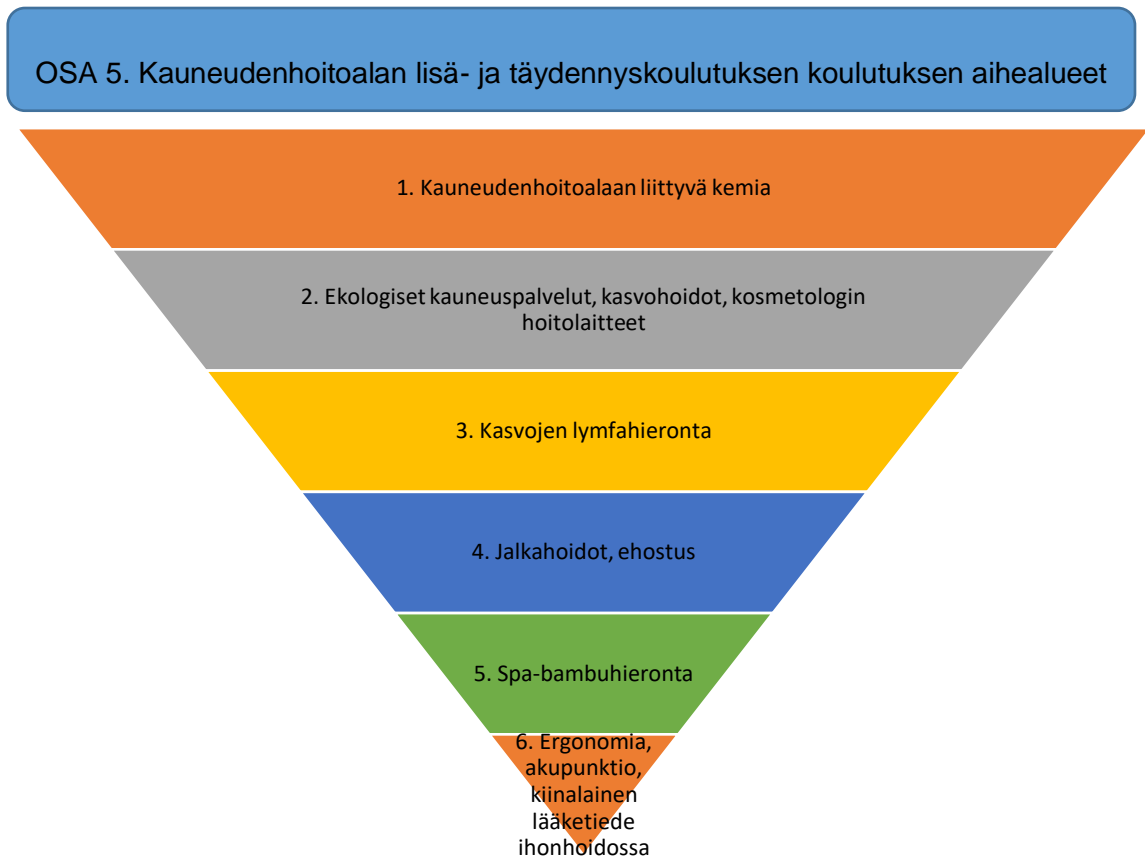 OSA 5. Kauneudenhoitoalan lisä- ja täydennyskoulutuksen koulutuksen aihealueet
1. Kauneudenhoitoalaan liittyvä kemia
2. Ekologiset kauneuspalvelut, kasvohoidot, kosmetologin
hoitolaitteet
3. Kasvojen lymfahieronta
4. Jalkahoidot, ehostus
5. Spa-bambuhieronta
6. Ergonomia,
akupunktio,
kiinalainen
lääketiede
ihonhoidossa